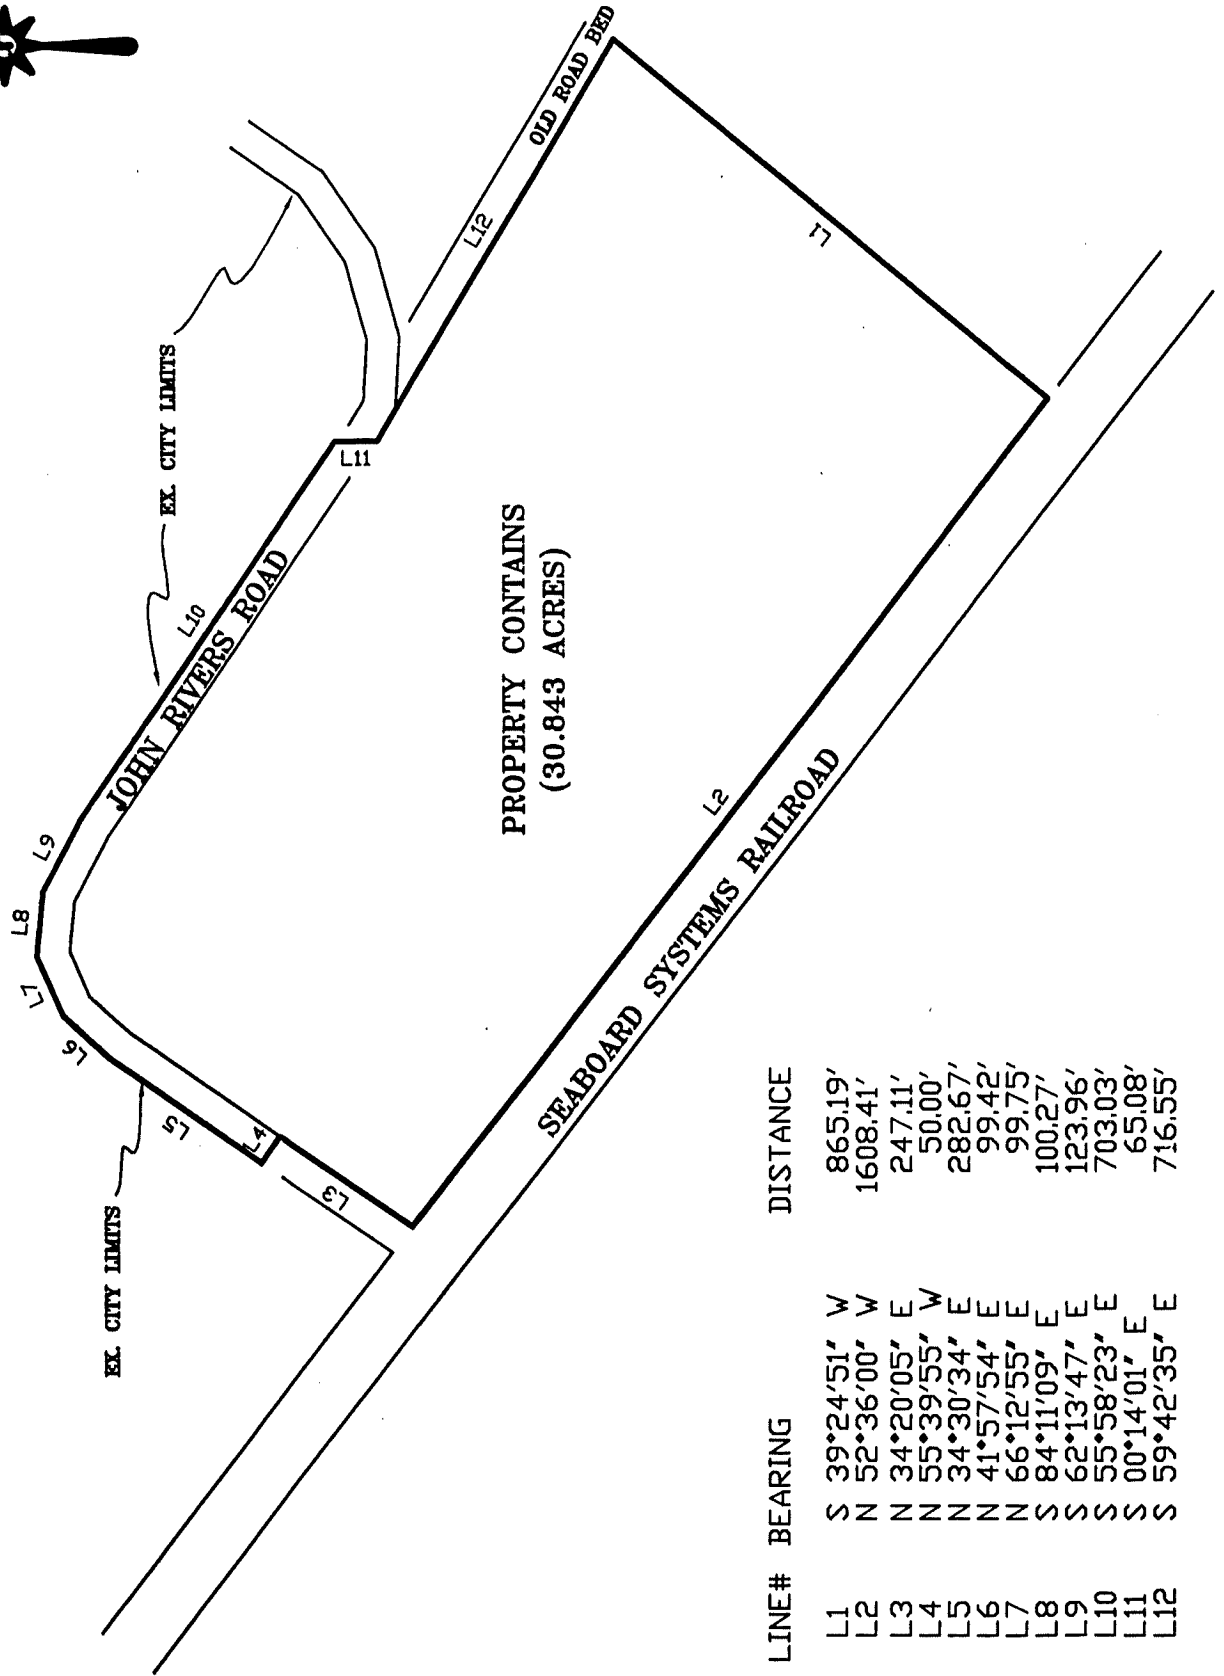 EX. CITY LIMITS
EX. CITY LIMITS
JOHN RIVERS ROAD
OLD ROAD BED
L1
L2
L3
L4
L5
L6
L7
L8
L9
L10
L11
L12
PROPERTY CONTAINS
(30.843 ACRES)
SEABOARD SYSTEMS RAILROAD
LINE# BEARING DISTANCE
L1 S 39°24'51" W 865.19'
L2 N 52°36'00" W 1608.41'
L3 N 34°20'05" E 247.11'
L4 N 55°39'55" W 50.00'
L5 N 34°30'34" E 282.67'
L6 N 41°57'54" E 99.42'
L7 N 66°12'55" E 99.75'
L8 S 84°11'09" E 100.27'
L9 S 62°13'47" E 123.96'
L10 S 55°58'23" E 703.03'
L11 S 00°14'01" E 65.08'
L12 S 59°42'35" E 716.55'